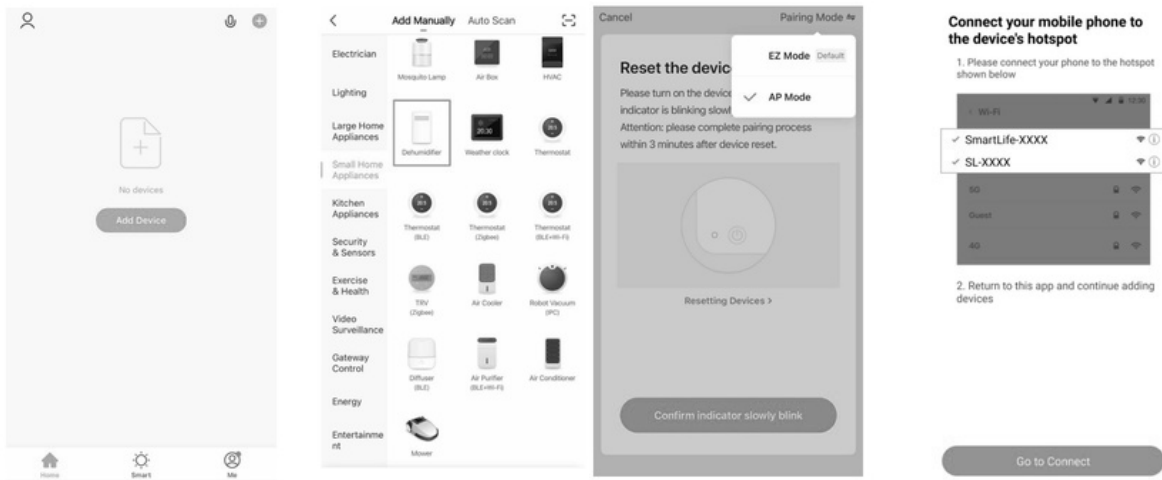 No devices
Add Device
Home
Smart
Me
Add Manually
Auto Scan
Electrician
Lighting
Large Home
Appliances
Small Home
Appliances
Kitchen
Appliances
Security
& Sensors
Exercise
& Health
Video
Surveillance
Gateway
Control
Energy
Entertainme
nt
Mosquito Lamp
Air Box
HVAC
Dehumidifier
Weather clock
Thermostat
Thermostat
(BLE)
Thermostat
(Zigbee)
Thermostat
(BLE+Wi-Fi)
TRV
(Zigbee)
Air Cooler
Robot Vacuum
(IPC)
Diffuser
(BLE)
Air Purifier
(BLE+Wi-Fi)
Air Conditioner
Mower
Cancel
Pairing Mode
EZ Mode Default
AP Mode
Reset the devic
Please turn on the device
indicator is blinking slowl
Attention: please complete pairing process
within 3 minutes after device reset.
Resetting Devices >
Confirm indicator slowly blink
Connect your mobile phone to
the device's hotspot
1. Please connect your phone to the hotspot
shown below
12:30
Wi-Fi
SmartLife-XXXX
SL-XXXX
5G
Guest
4G
2. Return to this app and continue adding
devices
Go to Connect